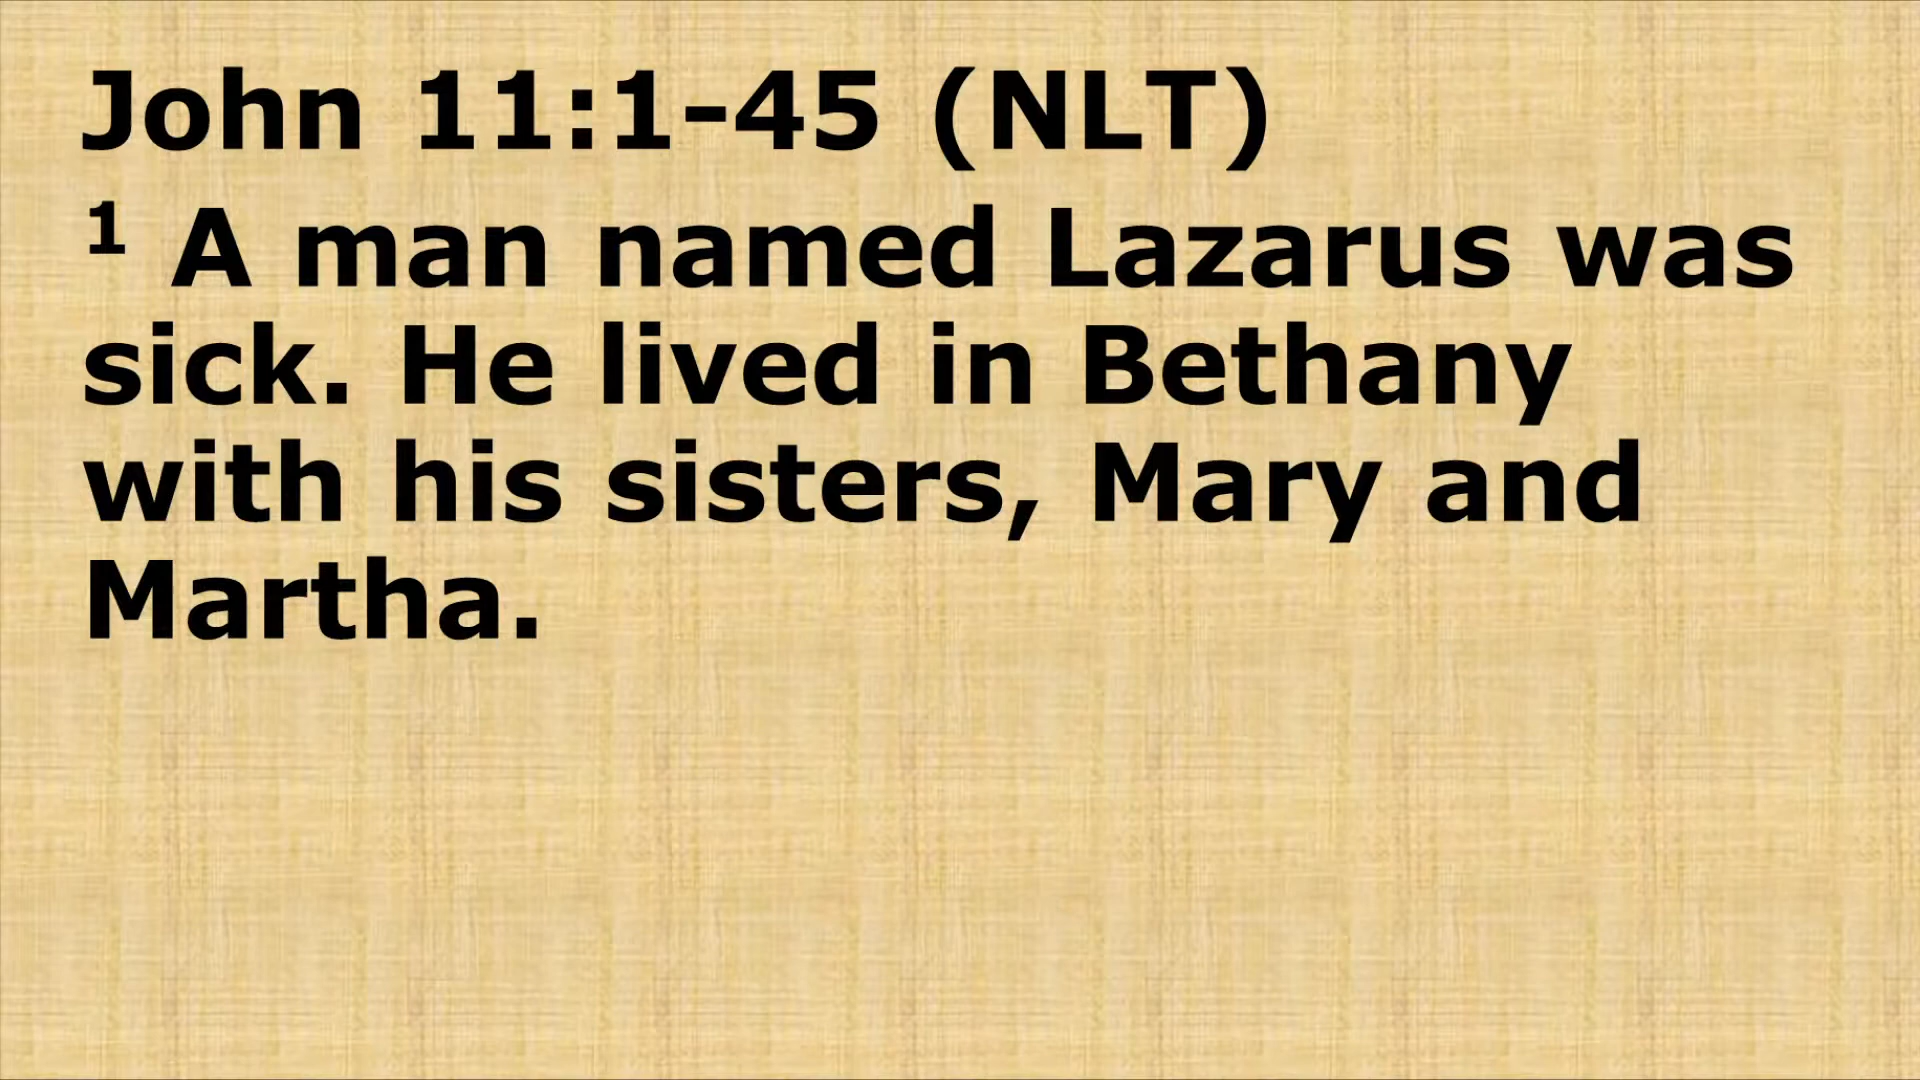 John 11:1-45 (NLT)
¹ A man named Lazarus was
sick. He lived in Bethany
with his sisters, Mary and
Martha.